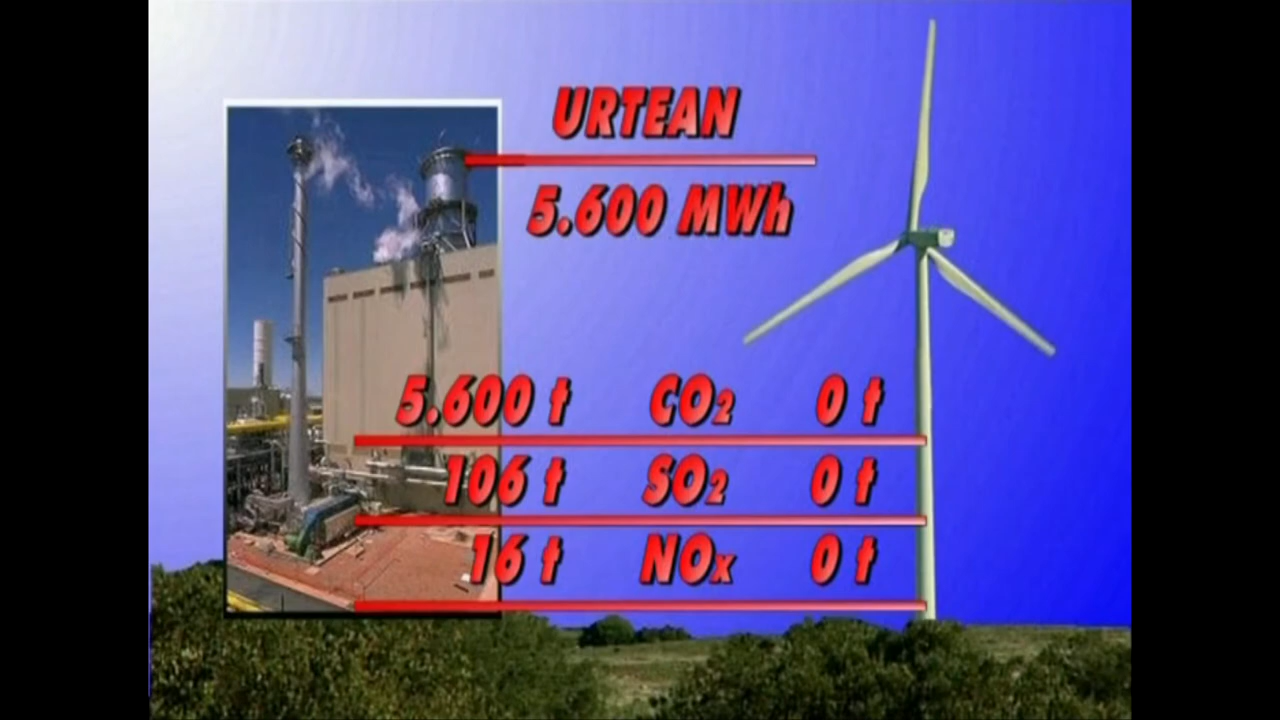 URTEAN
5.600 MWh
5.600 t CO₂ 0 t
106 t SO₂ 0 t
16 t NOx 0 t